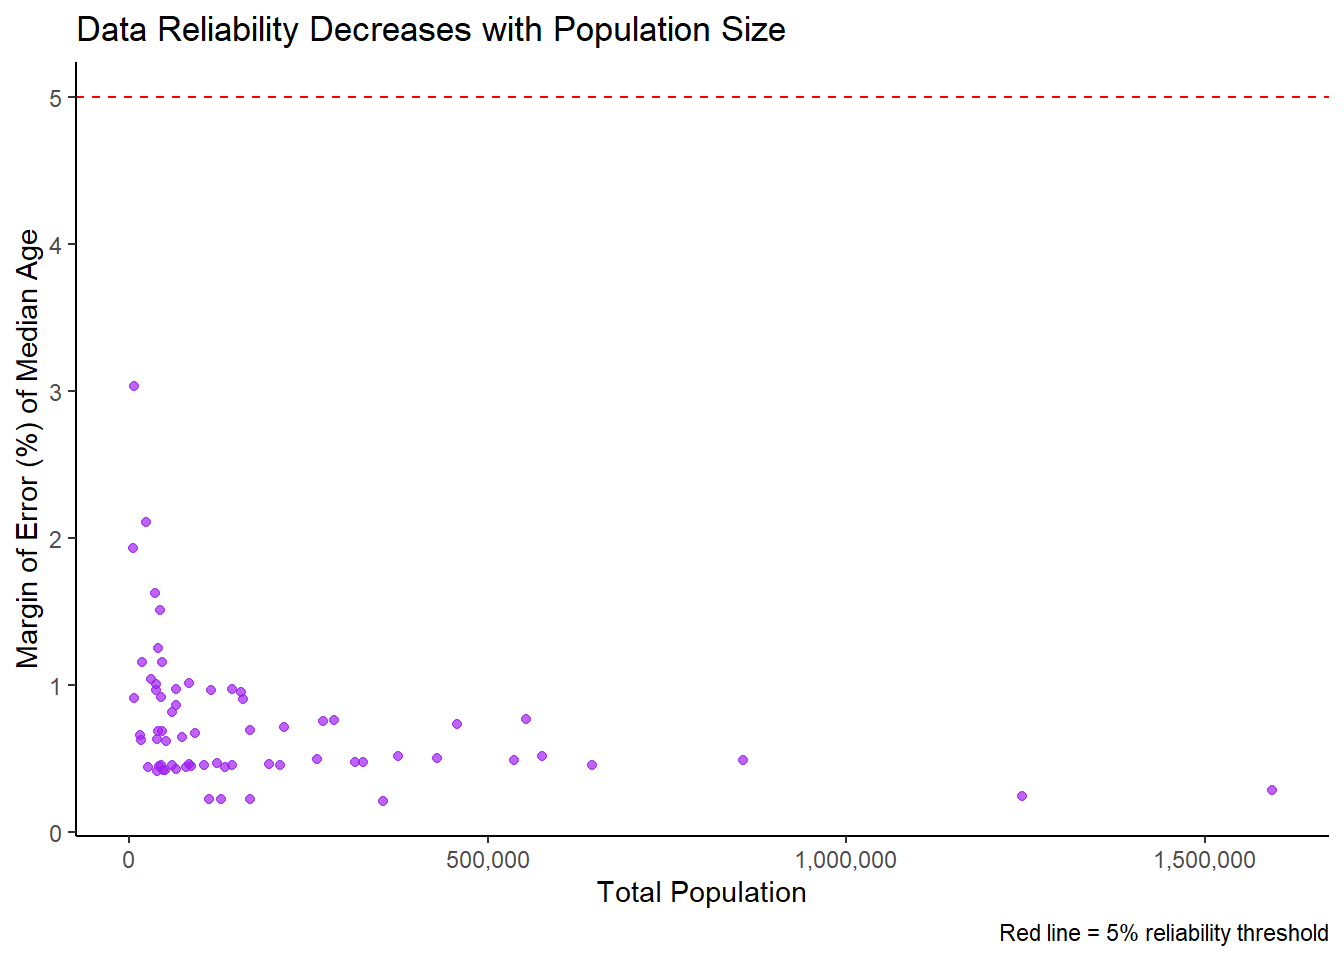 Data Reliability Decreases with Population Size
Margin of Error (%) of Median Age
5
4
3
2
1
0
0
500,000
1,000,000
1,500,000
Total Population
Red line = 5% reliability threshold